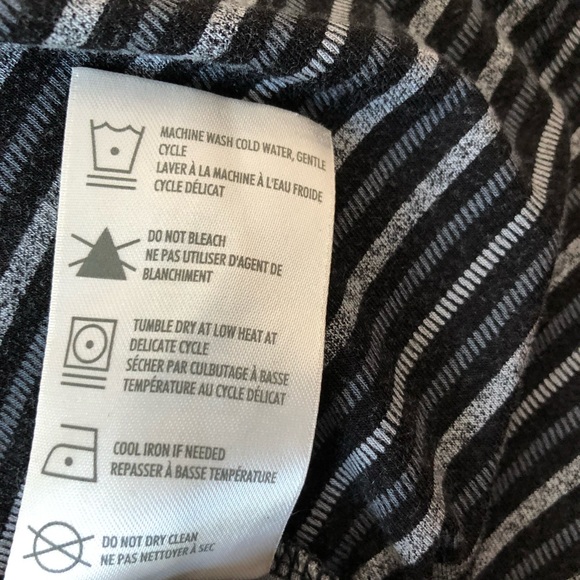 MACHINE WASH COLD WATER, GENTLE
CYCLE
LAVER À LA MACHINE À L'EAU FROIDE
CYCLE DÉLICAT
DO NOT BLEACH
NE PAS UTILISER D'AGENT DE
BLANCHIMENT
TUMBLE DRY AT LOW HEAT AT
DELICATE CYCLE
SÉCHER PAR CULBUTAGE À BASSE
TEMPÉRATURE AU CYCLE DÉLICAT
COOL IRON IF NEEDED
REPASSER À BASSE TEMPÉRATURE
DO NOT DRY CLEAN
NE PAS NETTOYER À SEC